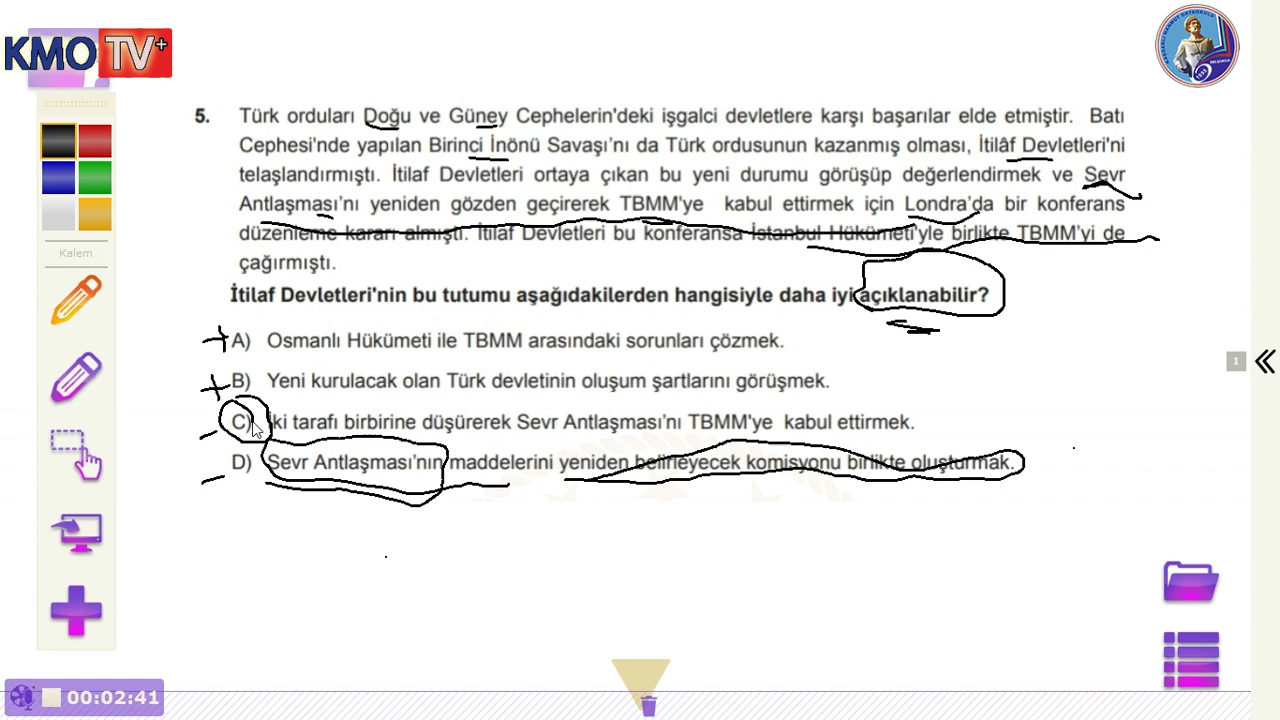 KMO TV+
5. Türk orduları Doğu ve Güney Cephelerin'deki işgalci devletlere karşı başarılar elde etmiştir. Batı
Cephesi'nde yapılan Birinci İnönü Savaşı'nı da Türk ordusunun kazanmış olması, İtilâf Devletleri'ni
telaşlandırmıştı. İtilaf Devletleri ortaya çıkan bu yeni durumu görüşüp değerlendirmek ve Sevr
Antlaşması'nı yeniden gözden geçirerek TBMM'ye kabul ettirmek için Londra'da bir konferans
düzenleme kararı almıştı. İtilaf Devletleri bu konferansa İstanbul Hükümeti'yle birlikte TBMM'yi de
çağırmıştı.
İtilaf Devletleri'nin bu tutumu aşağıdakilerden hangisiyle daha iyi açıklanabilir?
A) Osmanlı Hükümeti ile TBMM arasındaki sorunları çözmek.
B) Yeni kurulacak olan Türk devletinin oluşum şartlarını görüşmek.
C) İki tarafı birbirine düşürerek Sevr Antlaşması'nı TBMM'ye kabul ettirmek.
D) Sevr Antlaşması'nın maddelerini yeniden belirleyecek komisyonu birlikte oluşturmak.
Kalem
1
00:02:41